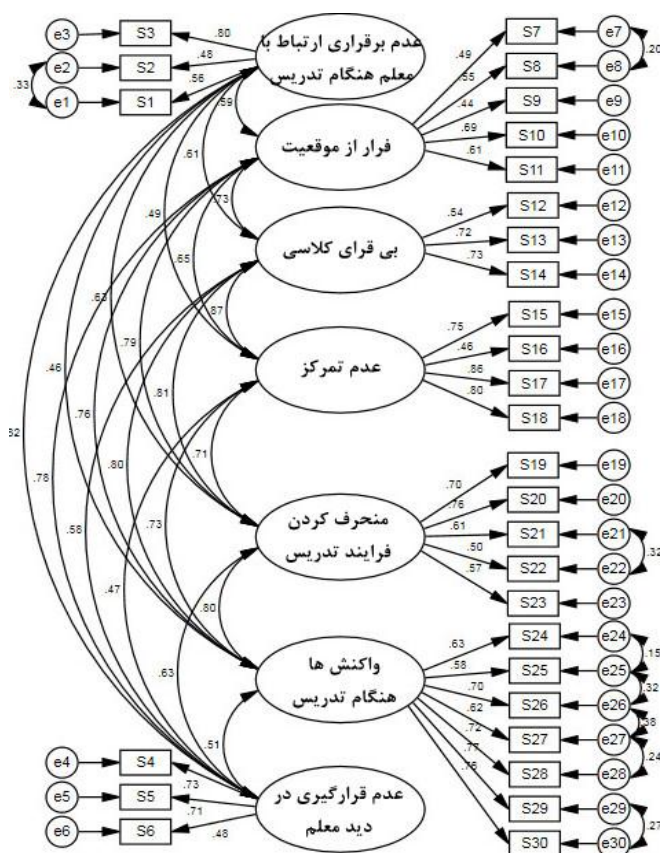 e3 S3 .80
e2 S2 .48
e1 S1 .56
.33
عدم برقراری ارتباط با
معلم هنگام تدریس
.49 S7 e7
.55 S8 e8
.20
.44 S9 e9
.69 S10 e10
.61 S11 e11
فرار از موقعیت
.59
.61
.73
.54 S12 e12
.72 S13 e13
.73 S14 e14
بی قرای کلاسی
.49
.65
.87
.75 S15 e15
.46 S16 e16
.86 S17 e17
.80 S18 e18
عدم تمرکز
.63
.79
.81
.71
.70 S19 e19
.76 S20 e20
.61 S21 e21
.50 S22 e22
.57 S23 e23
.32
منحرف کردن
فرایند تدریس
.46
.76
.80
.73
.80
.63 S24 e24
.58 S25 e25
.70 S26 e26
.62 S27 e27
.72 S28 e28
S29 e29
S30 e30
.15
.32
.38
.24
.27
واکنش ها
هنگام تدریس
.78
.58
.47
.63
.51
e4 S4 .73
e5 S5 .71
e6 S6 .48
عدم قرارگیری در
دید معلم